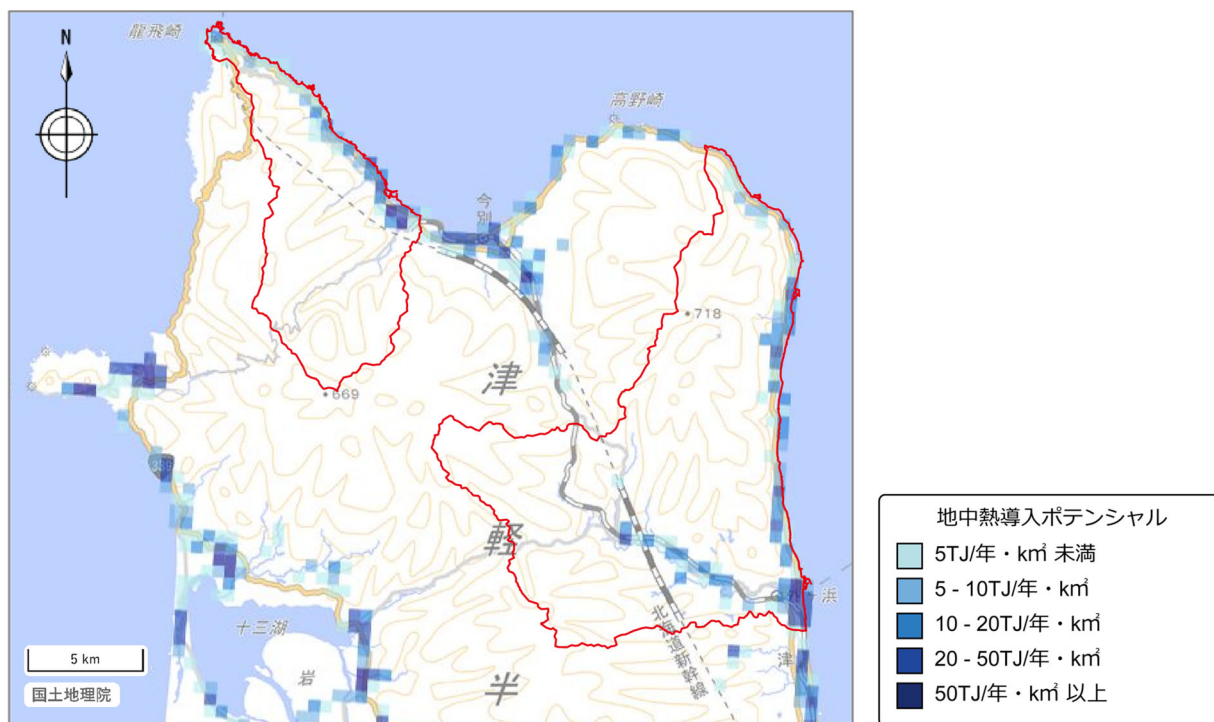 龍飛崎
N
高野崎
今別
718
津
669
339
軽
外ヶ浜
十三湖
北海道新幹線
津
5 km
岩
国土地理院
半
地中熱導入ポテンシャル
5TJ/年・k㎡ 未満
5 - 10TJ/年・k㎡
10 - 20TJ/年・k㎡
20 - 50TJ/年・k㎡
50TJ/年・k㎡ 以上